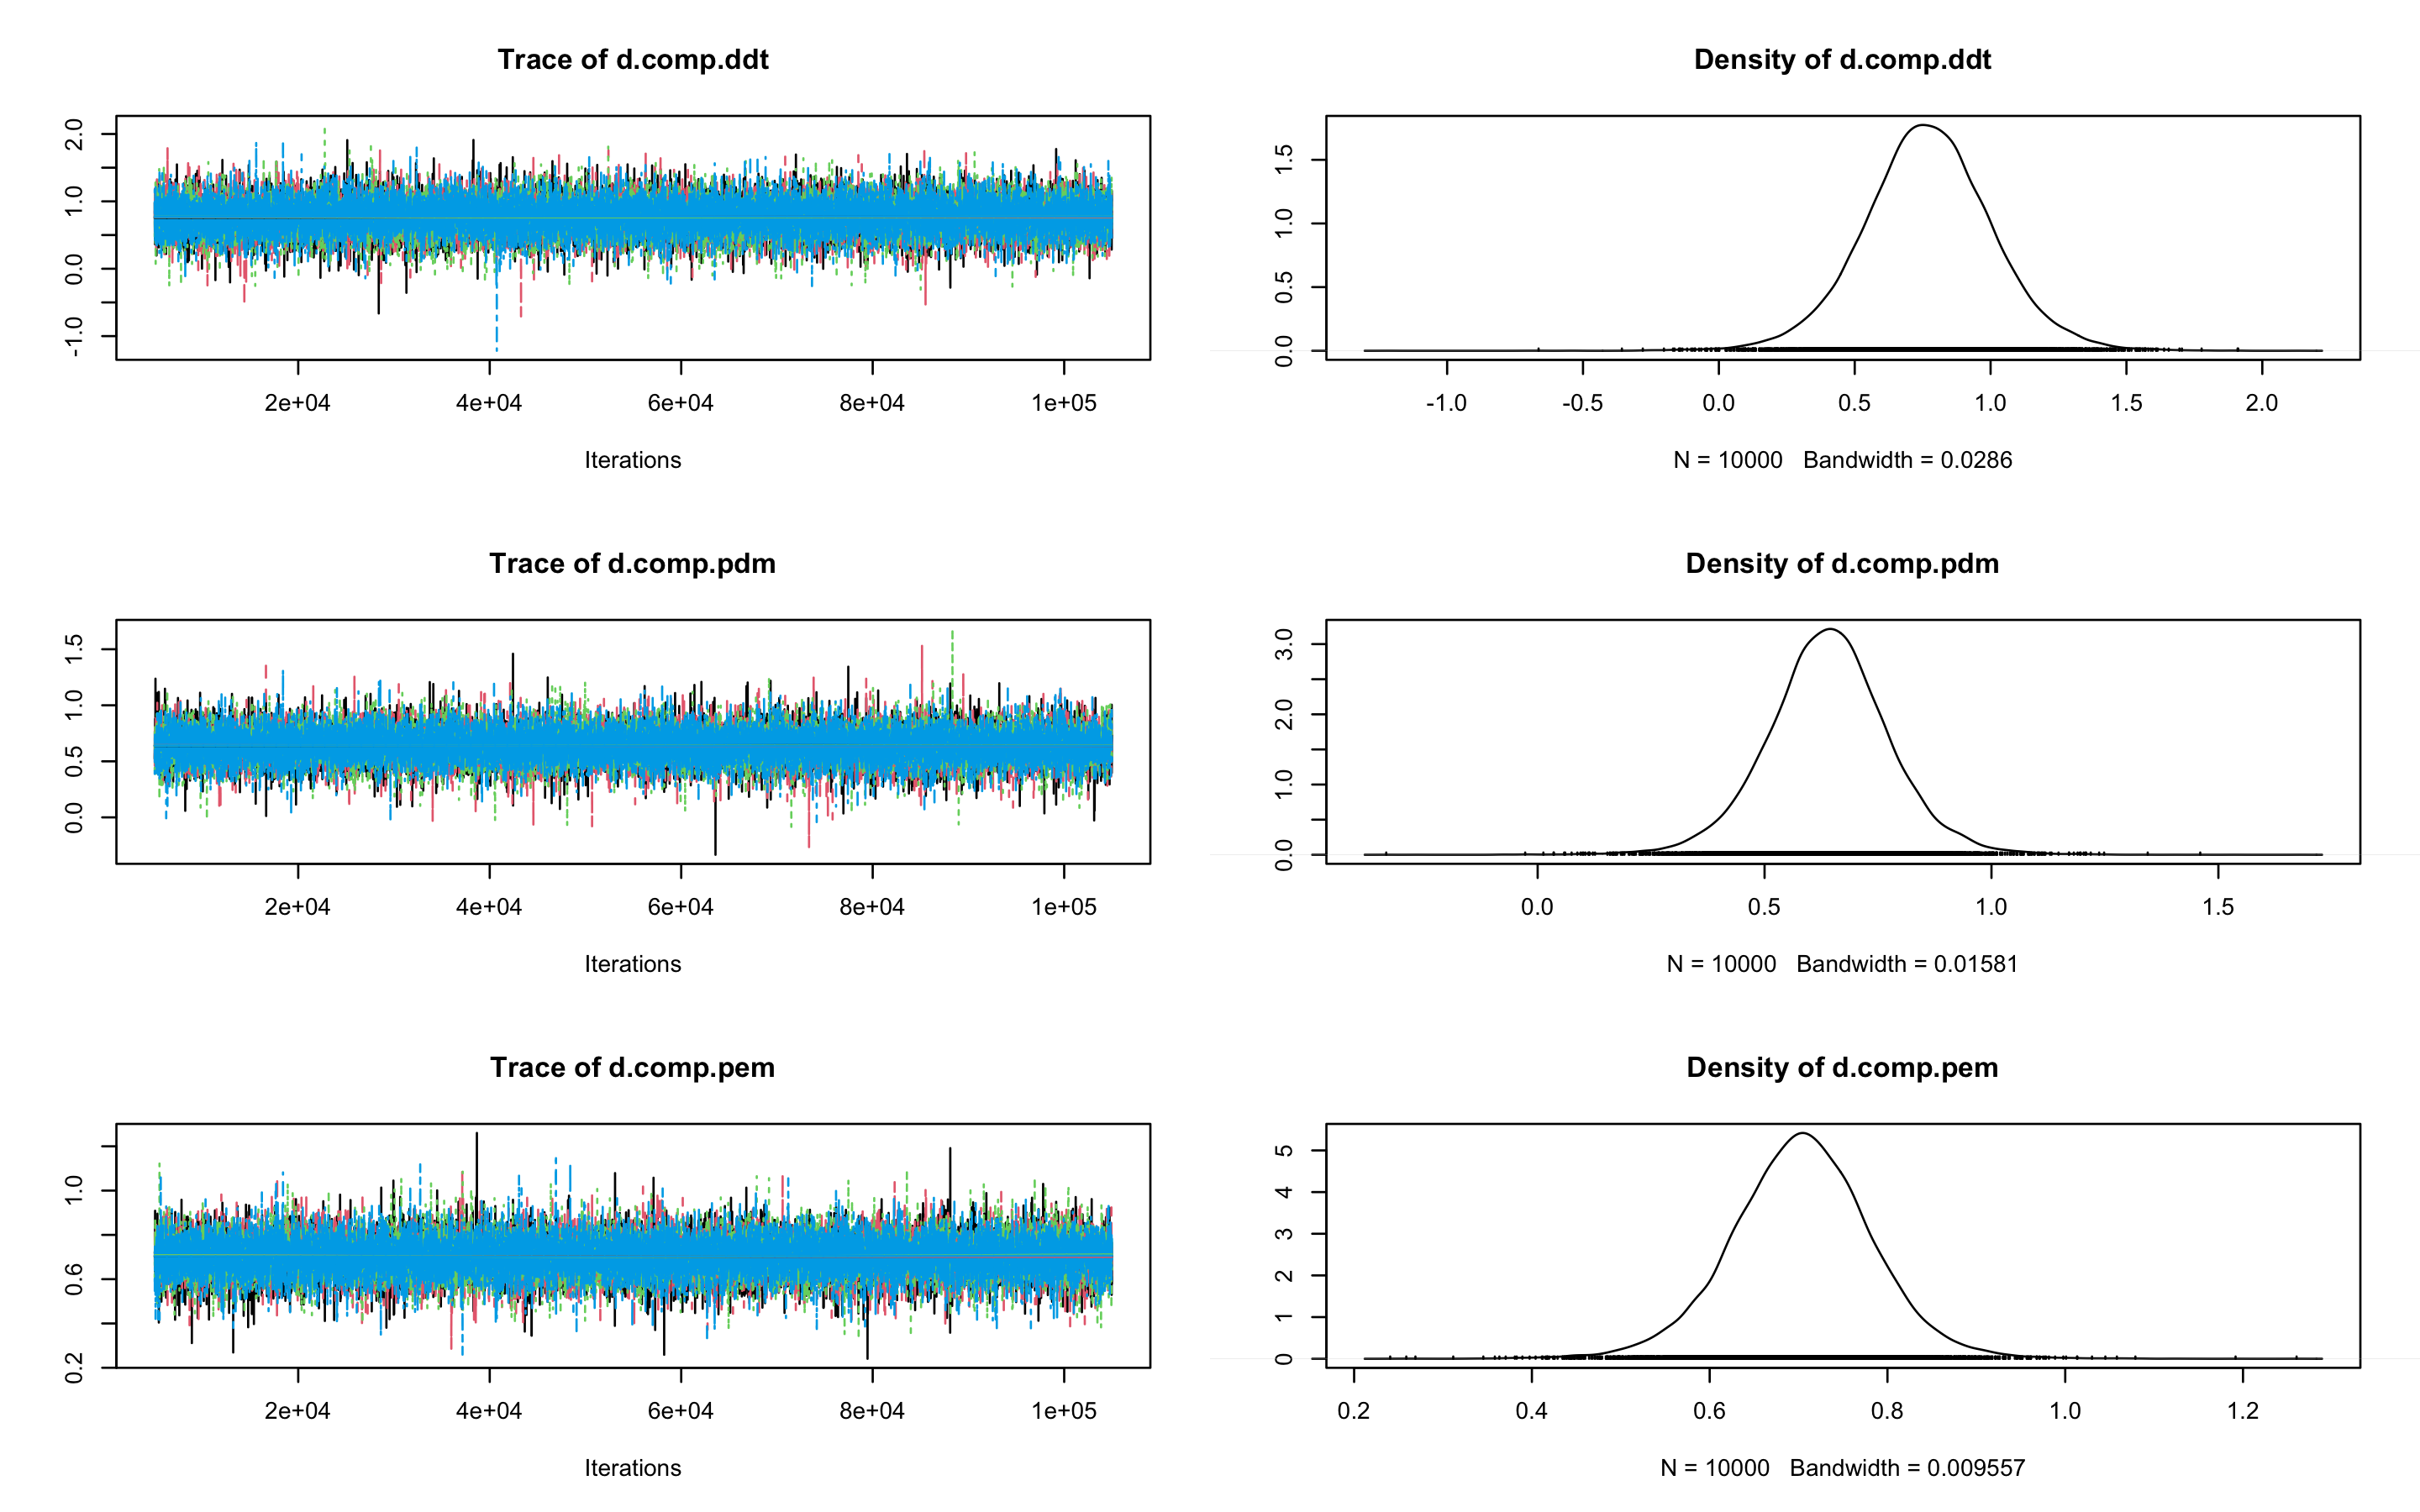 Trace of d.comp.ddt
2.0
1.0
0.0
-1.0
2e+04 4e+04 6e+04 8e+04 1e+05
Iterations
Density of d.comp.ddt
1.5
1.0
0.5
0.0
-1.0 -0.5 0.0 0.5 1.0 1.5 2.0
N = 10000 Bandwidth = 0.0286
Trace of d.comp.pdm
1.5
1.0
0.5
0.0
2e+04 4e+04 6e+04 8e+04 1e+05
Iterations
Density of d.comp.pdm
3.0
2.0
1.0
0.0
0.0 0.5 1.0 1.5
N = 10000 Bandwidth = 0.01581
Trace of d.comp.pem
1.0
0.6
0.2
2e+04 4e+04 6e+04 8e+04 1e+05
Iterations
Density of d.comp.pem
5
4
3
2
1
0
0.2 0.4 0.6 0.8 1.0 1.2
N = 10000 Bandwidth = 0.009557